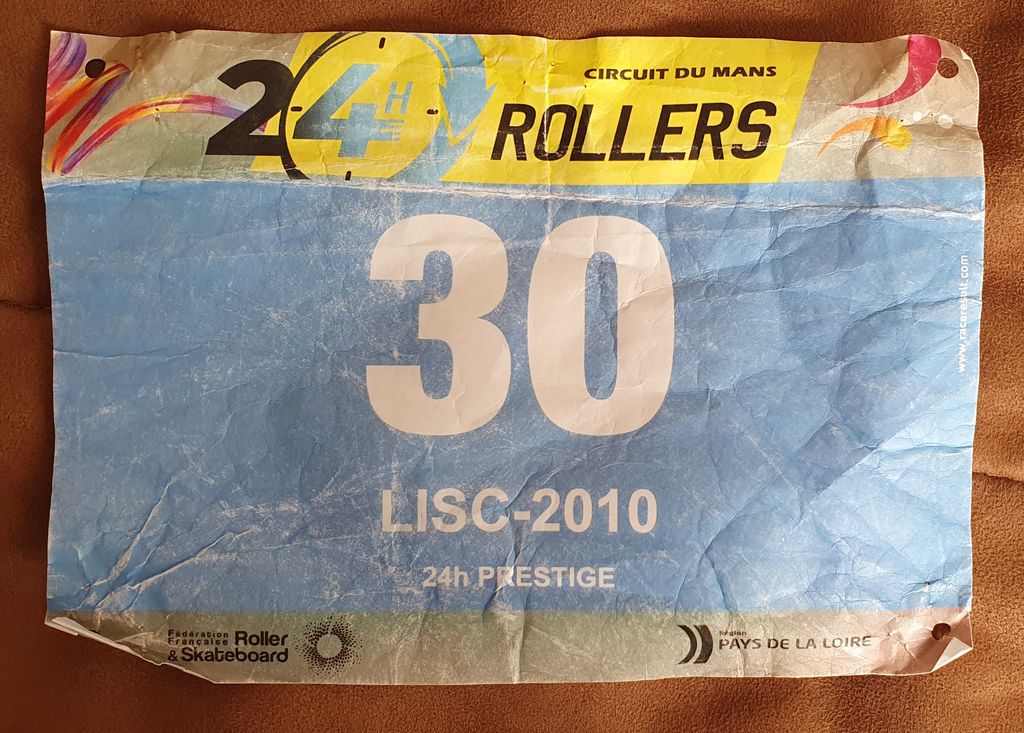 24H
CIRCUIT DU MANS
ROLLERS
30
LISC-2010
24h PRESTIGE
www.raceresult.com
Fédération
Française Roller
& Skateboard
Région
PAYS DE LA LOIRE